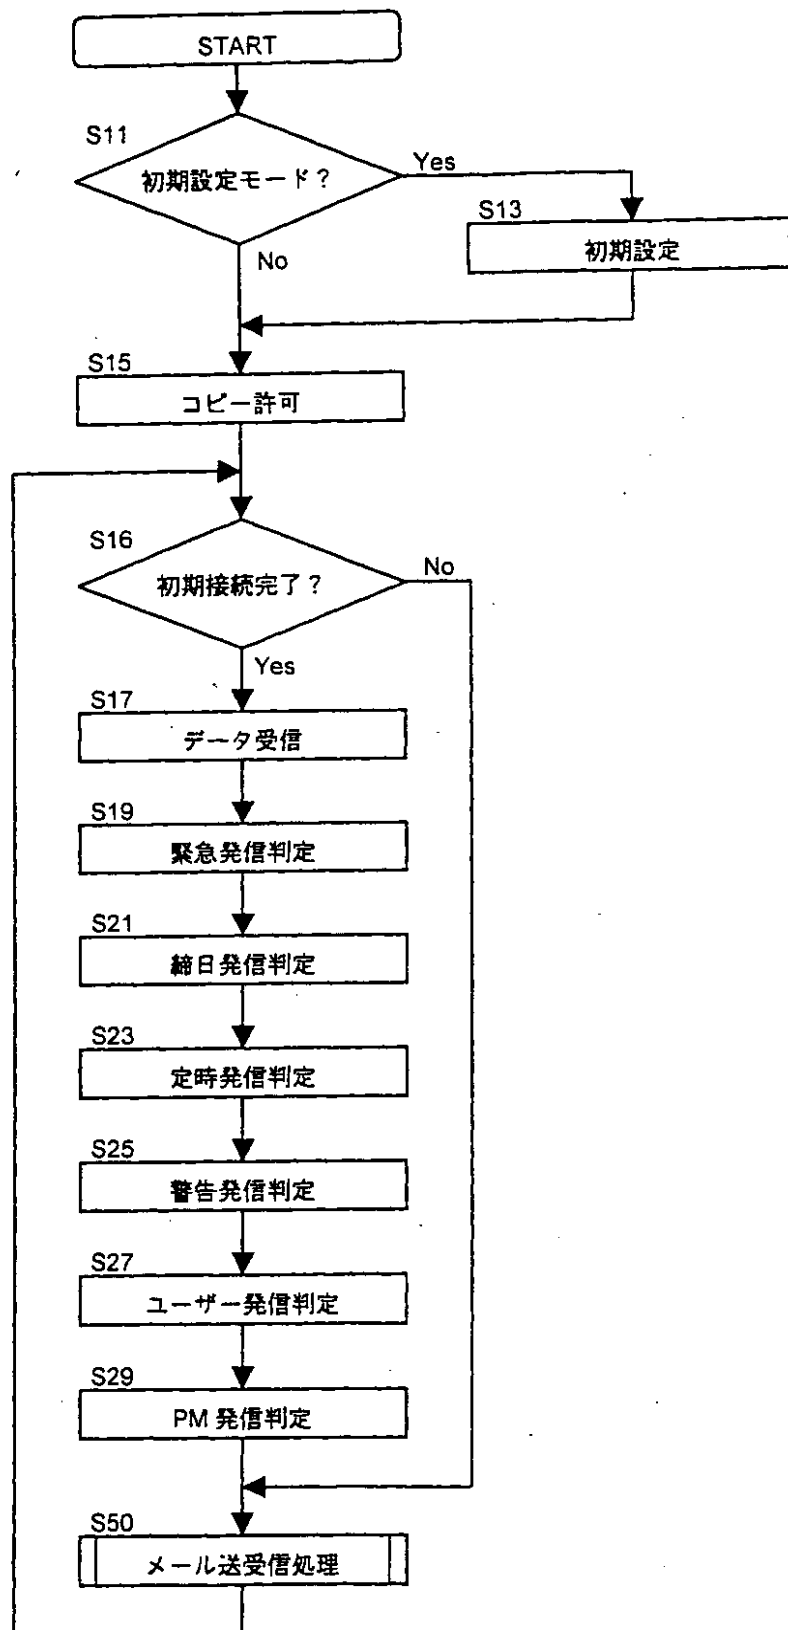 START
S11
初期設定モード?
Yes
S13
初期設定
No
S15
コピー許可
S16
初期接続完了?
No
Yes
S17
データ受信
S19
緊急発信判定
S21
締日発信判定
S23
定時発信判定
S25
警告発信判定
S27
ユーザー発信判定
S29
PM 発信判定
S50
メール送受信処理